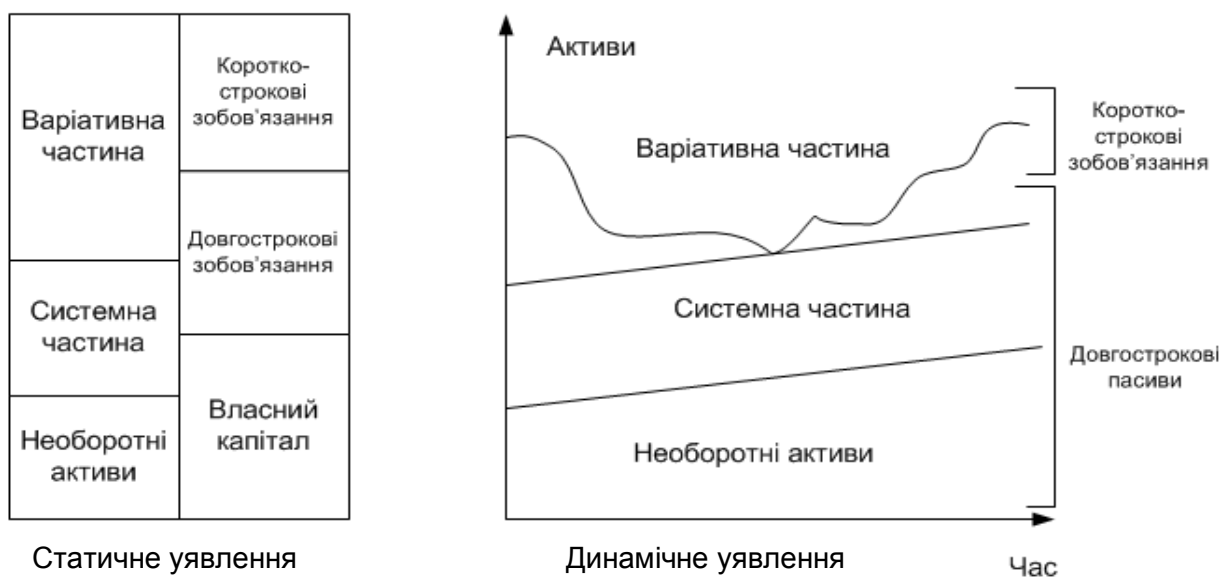 Варіативна
частина
Системна
частина
Необоротні
активи
Коротко-
строкові
зобов'язання
Довгострокові
зобов'язання
Власний
капітал
Статичне уявлення
Активи
Варіативна частина
Системна частина
Необоротні активи
Коротко-
строкові
зобов'язання
Довгострокові
пасиви
Динамічне уявлення
Час